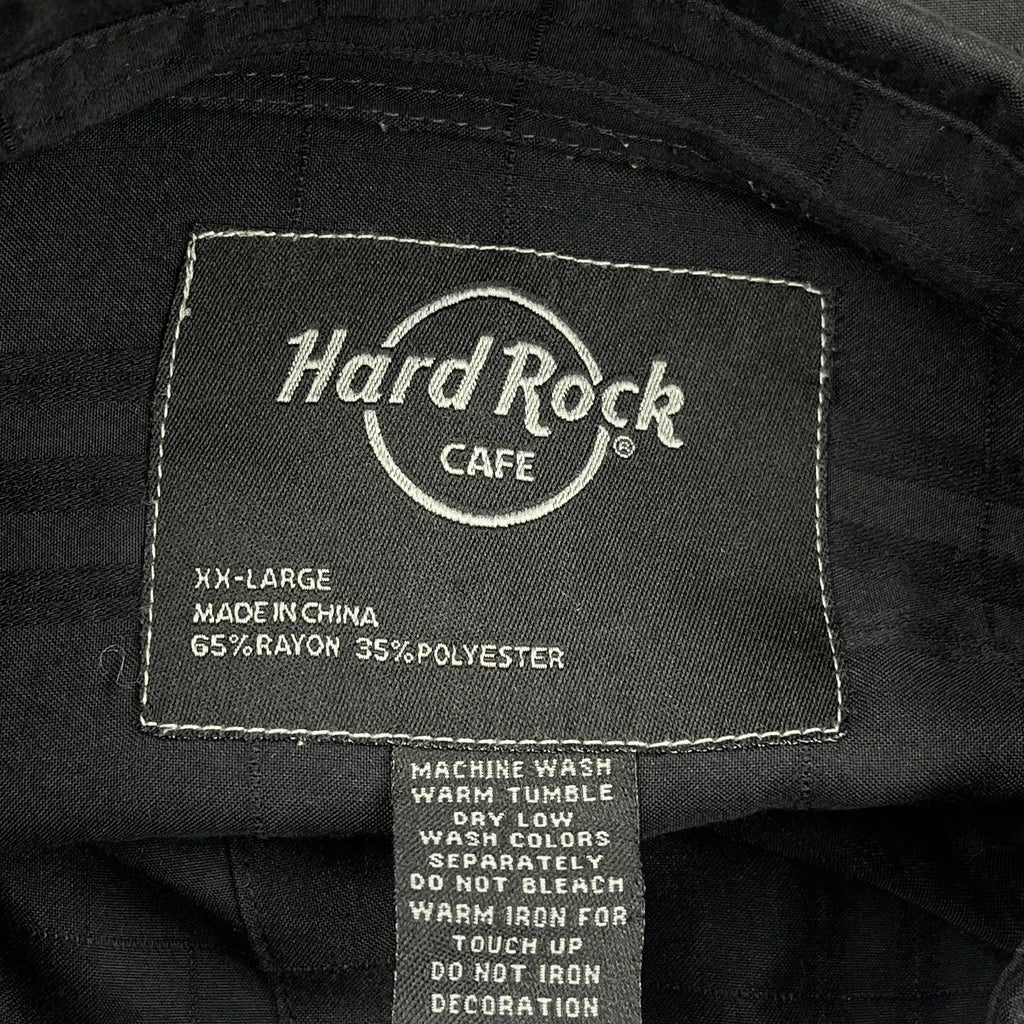 Hard Rock
CAFE
®
XX-LARGE
MADE IN CHINA
65% RAYON 35% POLYESTER
MACHINE WASH
WARM TUMBLE
DRY LOW
WASH COLORS
SEPARATELY
DO NOT BLEACH
WARM IRON FOR
TOUCH UP
DO NOT IRON
DECORATION